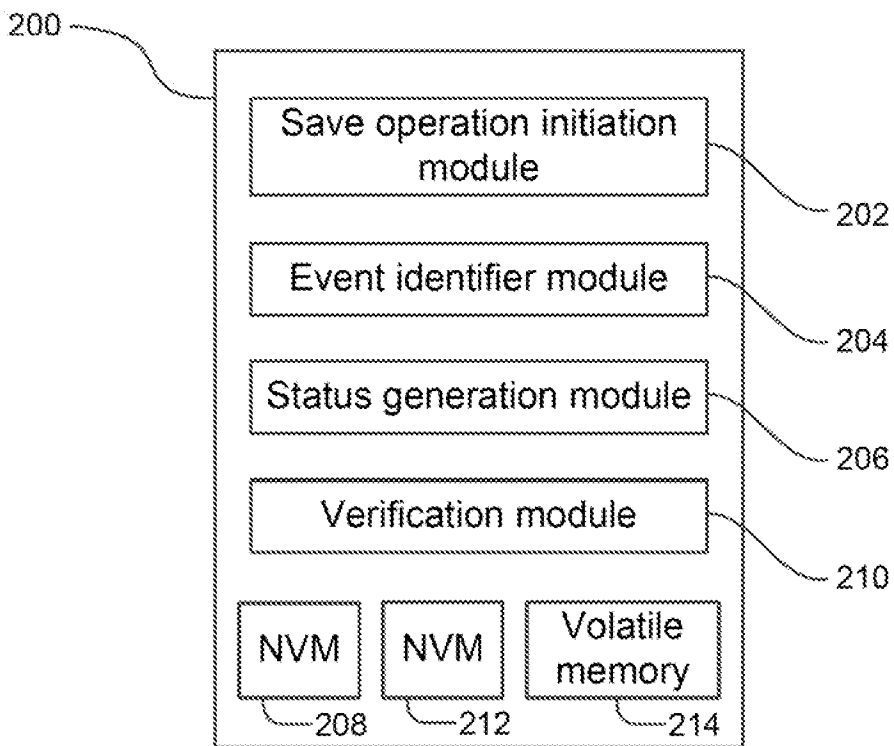 200
Save operation initiation
module
202
Event identifier module
204
Status generation module
206
Verification module
210
NVM
NVM
Volatile
memory
208
212
214